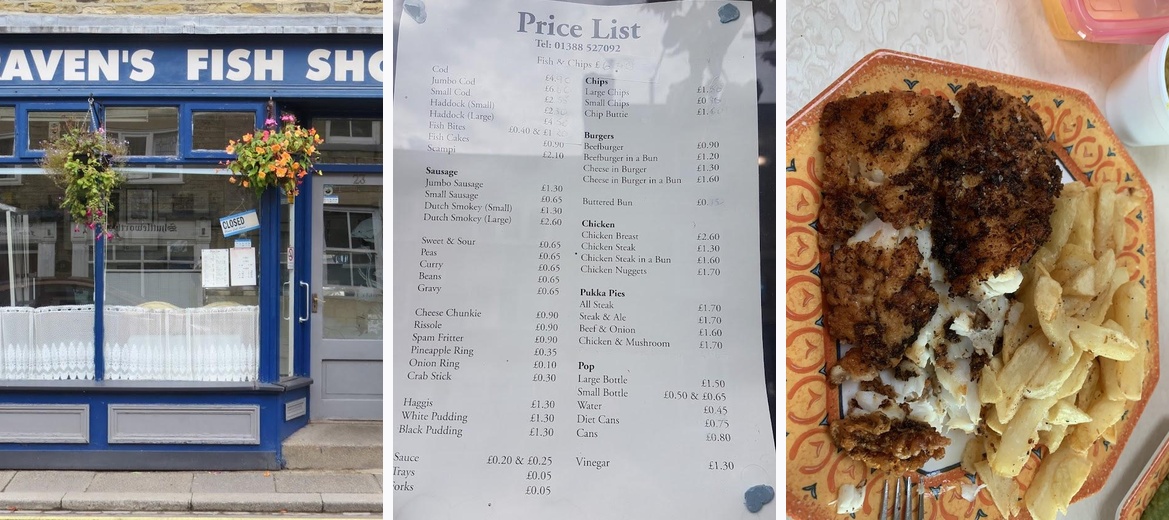 AVEN'S FISH SHO
CLOSED
23
Price List
Tel: 01388 527092
Fish & Chips £
Cod
Jumbo Cod
Small Cod
Haddock (Small)
Haddock (Large)
Fish Bites £0.40 & £1
Fish Cakes £0.90
Scampi £2.10
Sausage
Jumbo Sausage £1.30
Small Sausage £0.65
Dutch Smokey (Small) £1.30
Dutch Smokey (Large) £2.60
Sweet & Sour £0.65
Peas £0.65
Curry £0.65
Beans £0.65
Gravy £0.65
Cheese Chunkie £0.90
Rissole £0.90
Spam Fritter £0.90
Pineapple Ring £0.35
Onion Ring £0.10
Crab Stick £0.30
Haggis £1.30
White Pudding £1.30
Black Pudding £1.30
Sauce £0.20 & £0.25
Trays £0.05
orks £0.05
Chips
Large Chips
Small Chips
Chip Buttie
Burgers
Beefburger £0.90
Beefburger in a Bun £1.20
Cheese in Burger £1.30
Cheese in Burger in a Bun £1.60
Buttered Bun
Chicken
Chicken Breast £2.60
Chicken Steak £1.30
Chicken Steak in a Bun £1.60
Chicken Nuggets £1.70
Pukka Pies
All Steak £1.70
Steak & Ale £1.70
Beef & Onion £1.60
Chicken & Mushroom £1.70
Pop
Large Bottle £1.50
Small Bottle £0.50 & £0.65
Water £0.45
Diet Cans £0.75
Cans £0.80
Vinegar £1.30